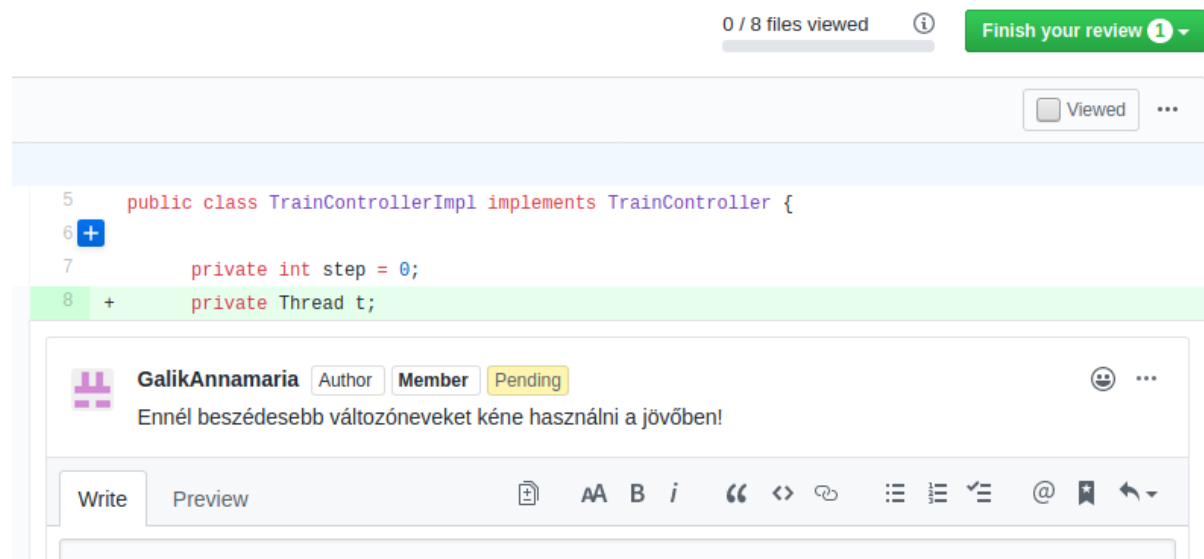 0 / 8 files viewed
Finish your review 1
Viewed
5 public class TrainControllerImpl implements TrainController {
6
7 private int step = 0;
8 + private Thread t;
GalikAnnamaria Author Member Pending
Ennél beszédesebb változóneveket kéne használni a jövőben!
Write Preview AA B i